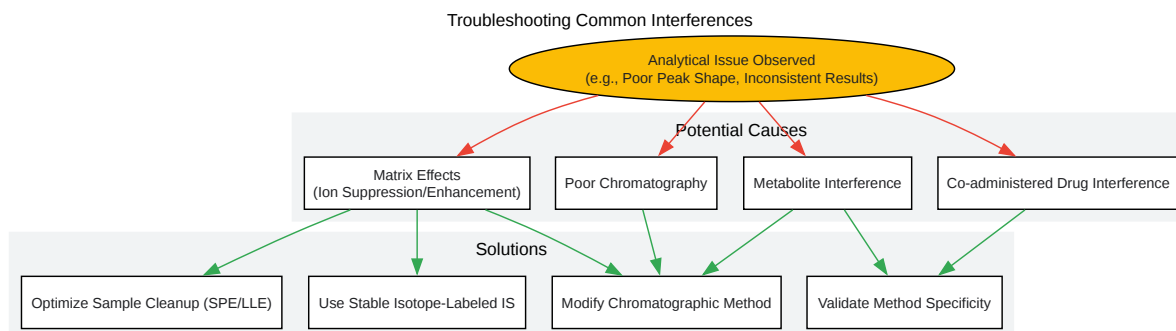 Troubleshooting Common Interferences
Analytical Issue Observed
(e.g., Poor Peak Shape, Inconsistent Results)
Potential Causes
Matrix Effects
(Ion Suppression/Enhancement)
Poor Chromatography
Metabolite Interference
Co-administered Drug Interference
Solutions
Optimize Sample Cleanup (SPE/LLE)
Use Stable Isotope-Labeled IS
Modify Chromatographic Method
Validate Method Specificity